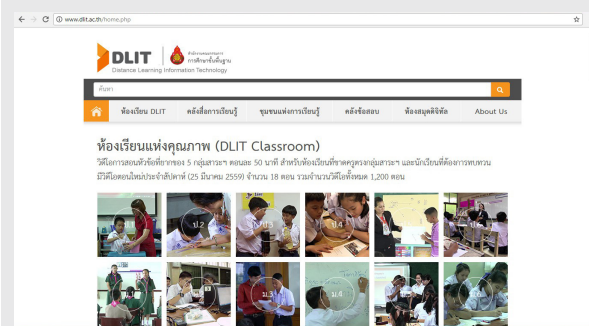 www.dlit.ac.th/home.php
DLIT
สำนักงานคณะกรรมการ
การศึกษาขั้นพื้นฐาน
Distance Learning Information Technology
ค้นหา
ห้องเรียน DLIT คลังสื่อการเรียนรู้ ชุมชนแห่งการเรียนรู้ คลังข้อสอบ ห้องสมุดดิจิทัล About Us
ห้องเรียนแห่งคุณภาพ (DLIT Classroom)
วิดีโอการสอนหัวข้อที่ยากของ 5 กลุ่มสาระฯ ตอนละ 50 นาที สำหรับห้องเรียนที่ขาดครูตรงกลุ่มสาระฯ และนักเรียนที่ต้องการทบทวน
มีวิดีโอตอนใหม่ประจำสัปดาห์ (25 มีนาคม 2559) จำนวน 18 ตอน รวมจำนวนวิดีโอทั้งหมด 1,200 ตอน
ป.2 ป.3 ป.4
ม.3 ม.4